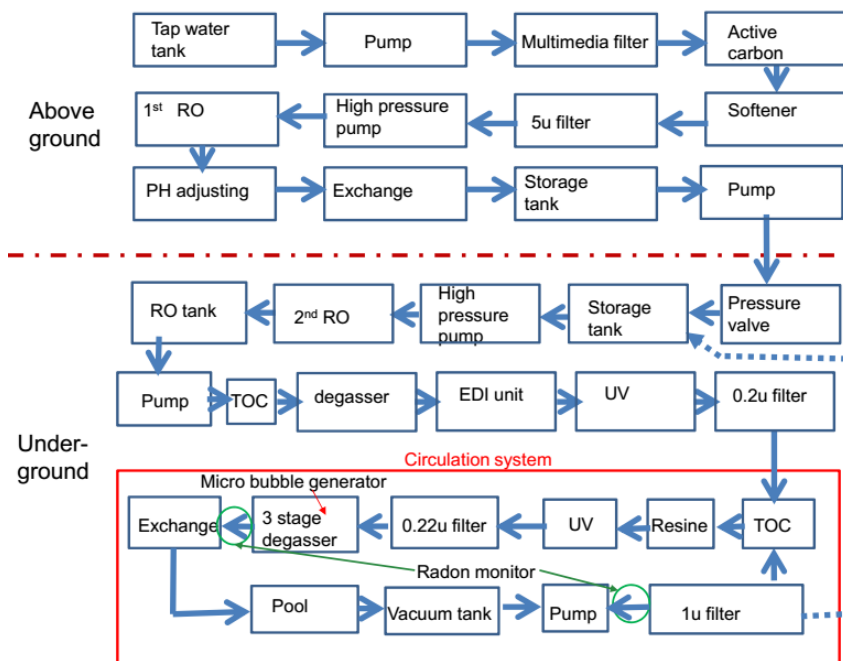 Tap water
tank
Pump
Multimedia filter
Active
carbon
Above
ground
1st RO
High pressure
pump
5u filter
Softener
PH adjusting
Exchange
Storage
tank
Pump
RO tank
2nd RO
High
pressure
pump
Storage
tank
Pressure
valve
Pump
TOC
degasser
EDI unit
UV
0.2u filter
Under-
ground
Circulation system
Micro bubble generator
Exchange
3 stage
degasser
0.22u filter
UV
Resine
TOC
Radon monitor
Pool
Vacuum tank
Pump
1u filter